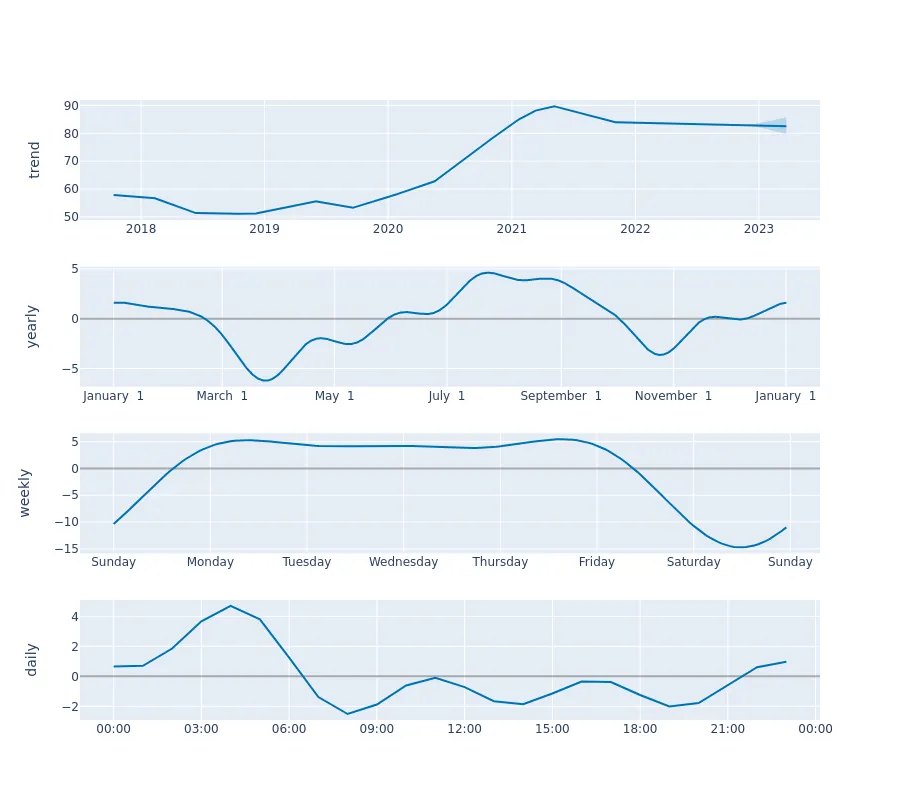 trend
90
80
70
60
50
2018 2019 2020 2021 2022 2023
yearly
5
0
−5
January 1 March 1 May 1 July 1 September 1 November 1 January 1
weekly
5
0
−5
−10
−15
Sunday Monday Tuesday Wednesday Thursday Friday Saturday Sunday
daily
4
2
0
−2
00:00 03:00 06:00 09:00 12:00 15:00 18:00 21:00 00:00